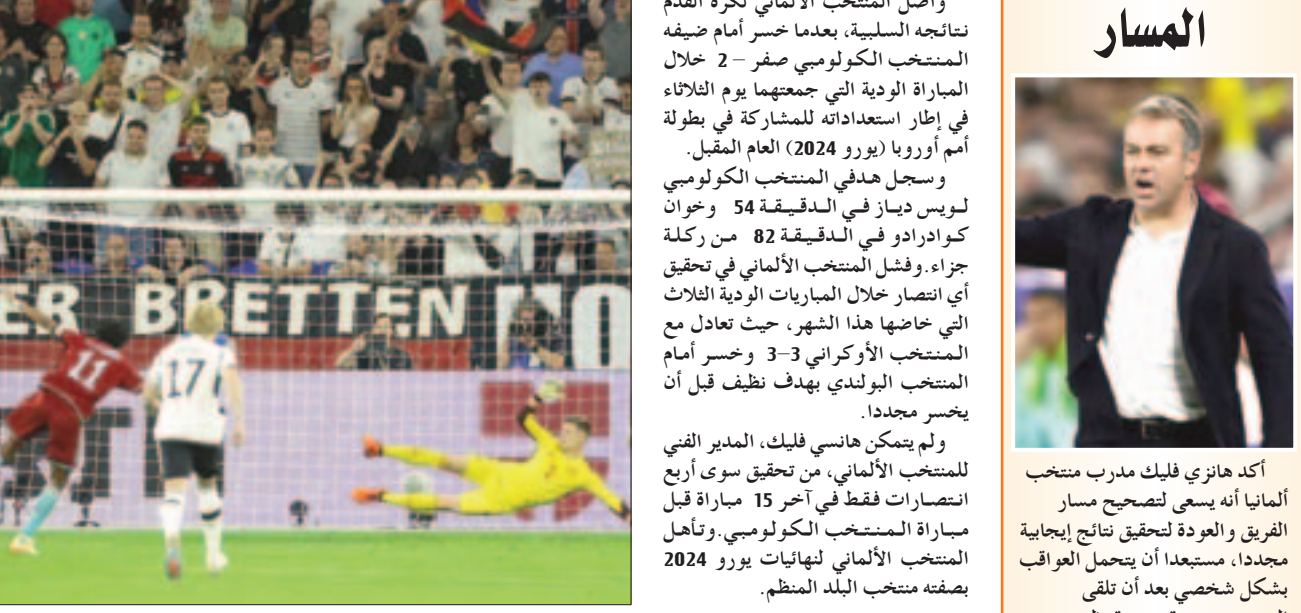 المسار
أكد هانزي فليك مدرب منتخب
ألمانيا أنه يسعى لتصحيح مسار
الفريق والعودة لتحقيق نتائج إيجابية
مجددا، مستبعدا أن يتحمل العواقب
بشكل شخصي بعد أن تلقى
وأصل المنتخب الألماني لكرة القدم
نتائجه السلبية، بعدما خسر أمام ضيفه
المنتخب الكولومبي صفر – 2 خلال
المباراة الودية التي جمعتهما يوم الثلاثاء
في إطار استعداداته للمشاركة في بطولة
أمم أوروبا (يورو 2024) العام المقبل.
وسجل هدفي المنتخب الكولومبي
لويس دياز في الدقيقة 54 وخوان
كوادرادو في الدقيقة 82 من ركلة
جزاء.وفشل المنتخب الألماني في تحقيق
أي انتصار خلال المباريات الودية الثلاث
التي خاضها هذا الشهر، حيث تعادل مع
المنتخب الأوكراني 3–3 وخسر أمام
المنتخب البولندي بهدف نظيف قبل أن
يخسر مجددا.
ولم يتمكن هانسي فليك، المدير الفني
للمنتخب الألماني، من تحقيق سوى أربع
انتصارات فقط في آخر 15 مباراة قبل
مباراة المنتخب الكولومبي.وتأهل
المنتخب الألماني لنهائيات يورو 2024
بصفته منتخب البلد المنظم.
ER BRETTEN
11
17